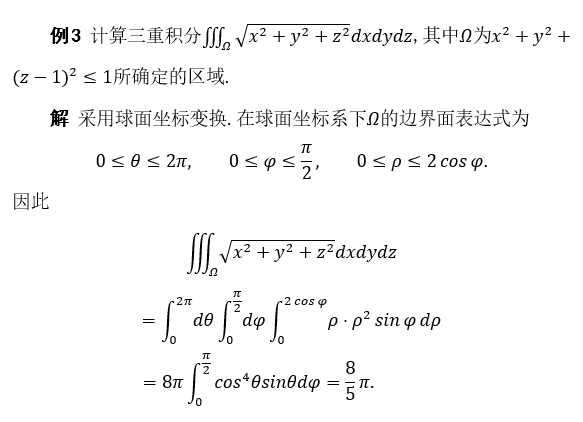 例3 计算三重积分∭_Ω √(x² + y² + z²)dxdydz, 其中Ω为x² + y² +
(z − 1)² ≤ 1所确定的区域.
解 采用球面坐标变换. 在球面坐标系下Ω的边界面表达式为
0 ≤ θ ≤ 2π, 0 ≤ φ ≤ π/2, 0 ≤ ρ ≤ 2 cos φ.
因此
∭_Ω √(x² + y² + z²)dxdydz
= ∫_0^{2π} dθ ∫_0^{π/2} dφ ∫_0^{2 cos φ} ρ · ρ² sin φ dρ
= 8π ∫_0^{π/2} cos⁴θsinθdφ = 8/5 π.